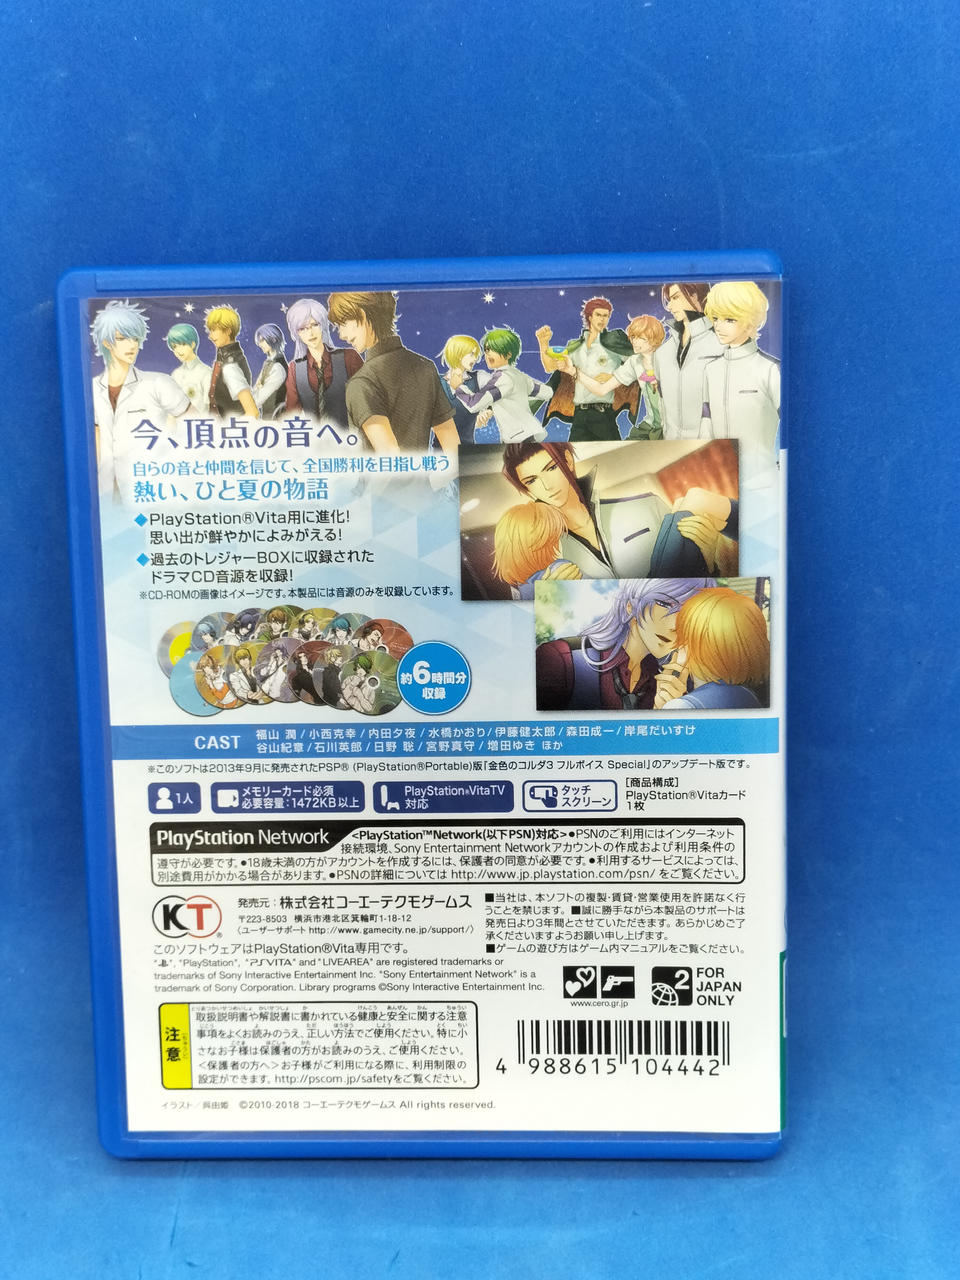 今、頂点の音へ。
自らの音と仲間を信じて、全国勝利を目指し戦う
熱い、ひと夏の物語
◆PlayStation®Vita用に進化!
思い出が鮮やかによみがえる!
◆過去のトレジャーBOXに収録された
ドラマCD音源を収録!
※CD-ROMの画像はイメージです。本製品には音源のみを収録しています。
約6時間分
収録
CAST 福山 潤/小西克幸/内田夕夜/水橋かおり/伊藤健太郎/森田成一/岸尾だいすけ
谷山紀章/石川英郎/日野 聡/宮野真守/増田ゆき ほか
※このソフトは2013年9月に発売されたPSP® (PlayStation®Portable)版「金色のコルダ3 フルボイス Special」のアップデート版です。
1人
メモリーカード必須
必要容量:1472KB以上
PlayStation®VitaTV
対応
タッチ
スクリーン
[商品構成]
PlayStation®Vitaカード
1枚
PlayStation Network
<PlayStation™Network(以下PSN)対応>●PSNのご利用にはインターネット
接続環境、Sony Entertainment Networkアカウントの作成および利用条件の
遵守が必要です。●18歳未満の方がアカウントを作成するには、保護者の同意が必要です。●利用するサービスによっては、
別途費用がかかる場合があります。●PSNの詳細については http://www.jp.playstation.com/psn/ をご覧ください。
KT
発売元:株式会社コーエーテクモゲームス
〒223-8503 横浜市港北区箕輪町1-18-12
〈ユーザーサポート http://www.gamecity.ne.jp/support/〉
このソフトウェアはPlayStation®Vita専用です。
■当社は、本ソフトの複製・賃貸・営業使用を許諾なく行
うことを禁じます。■誠に勝手ながら本製品のサポートは
発売日より3年間とさせていただきます。あらかじめご了
承くださいますようお願い申し上げます。
■ゲームの遊び方はゲーム内マニュアルをご覧ください。
"PlayStation", "PSVITA" and "LIVEAREA" are registered trademarks or
trademarks of Sony Interactive Entertainment Inc. "Sony Entertainment Network" is a
trademark of Sony Corporation. Library programs ©Sony Interactive Entertainment Inc.
www.cero.gr.jp
2
FOR
JAPAN
ONLY
注意
取扱説明書や解説書に書かれている健康と安全に関する注意
事項をよくお読みのうえ、正しい方法でご使用ください。特に小
さなお子様は保護者の方がお読みのうえ、ご使用ください。
<保護者の方へ>お子様がご利用になる際に、利用制限の
設定ができます。http://pscom.jp/safetyをご覧ください。
4 988615 104442
イラスト/呉由姫 ©2010-2018 コーエーテクモゲームス All rights reserved.